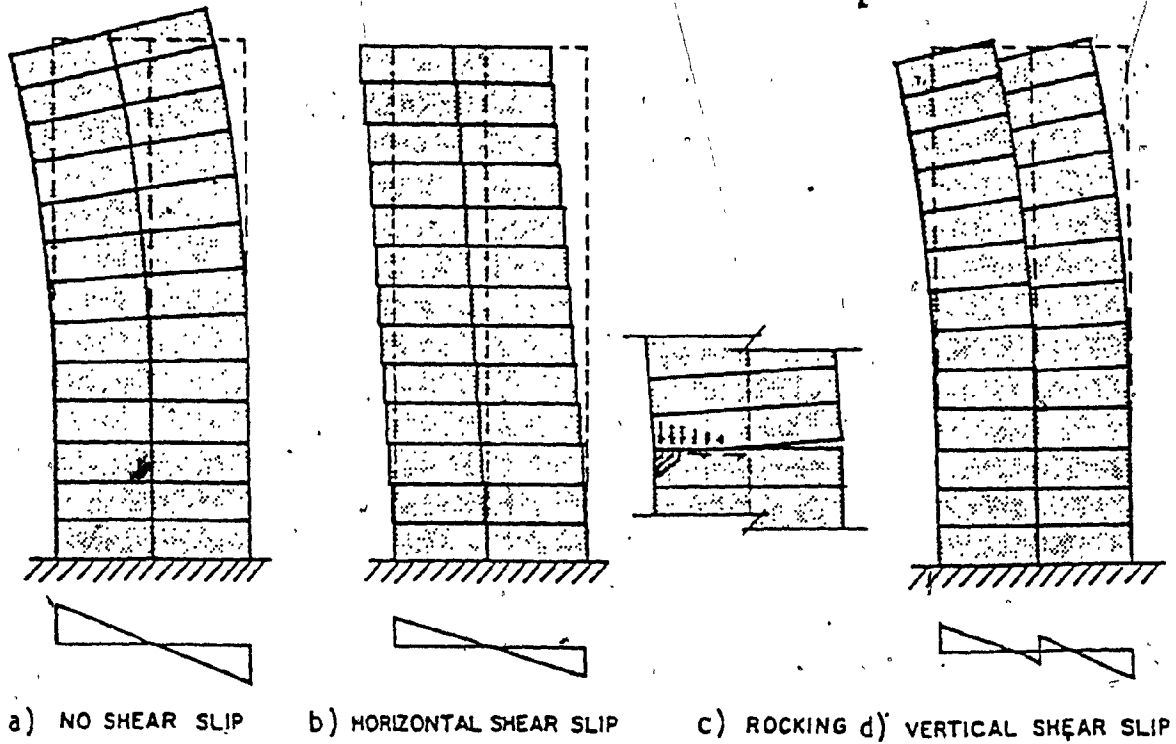 a) NO SHEAR SLIP
b) HORIZONTAL SHEAR SLIP
c) ROCKING
d) VERTICAL SHEAR SLIP